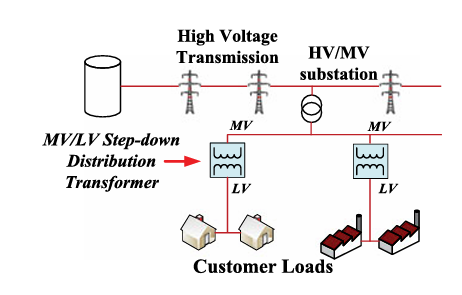 High Voltage
Transmission
HV/MV
substation
MV
MV
MV/LV Step-down
Distribution
Transformer
LV
LV
Customer Loads